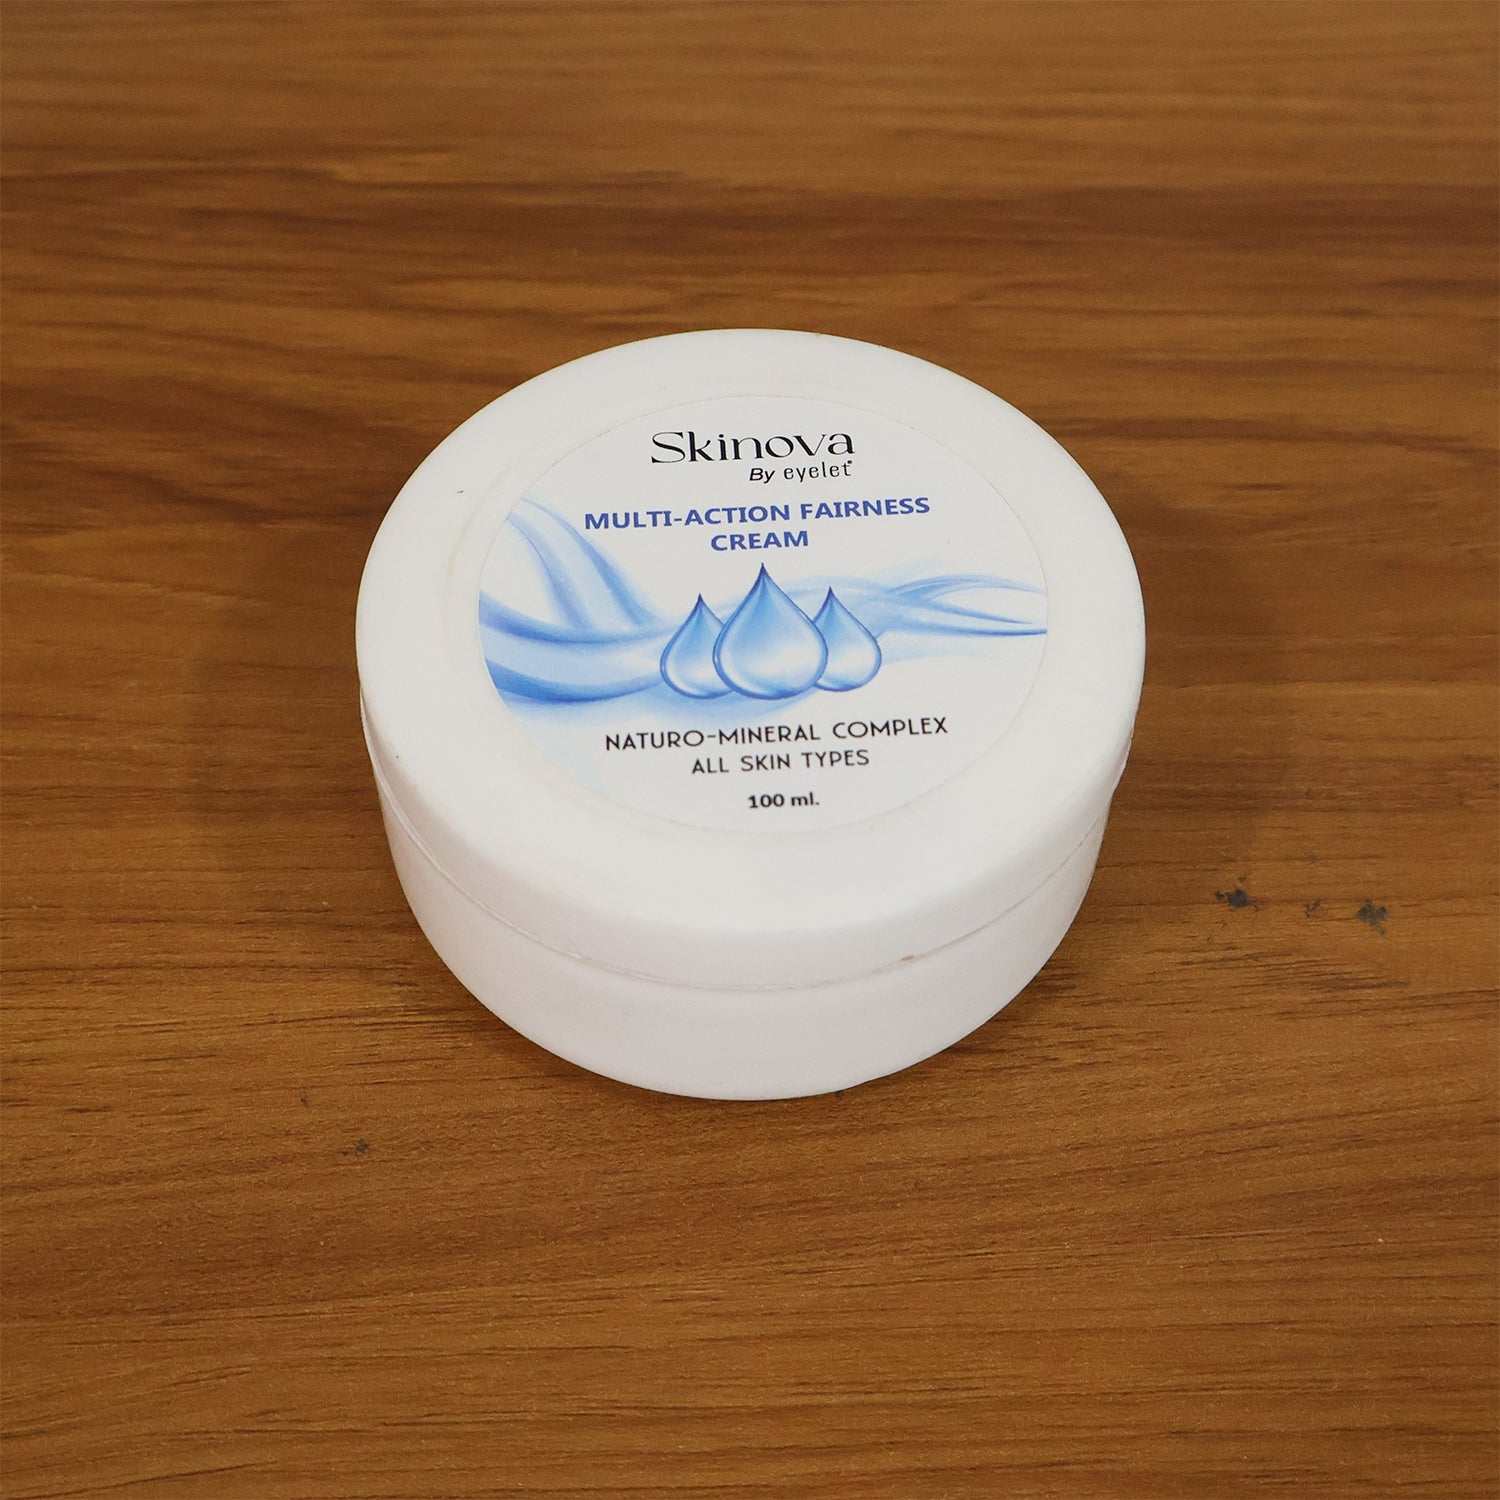 Skinova
By eyelet®
MULTI-ACTION FAIRNESS
CREAM
NATURO-MINERAL COMPLEX
ALL SKIN TYPES
100 ml.